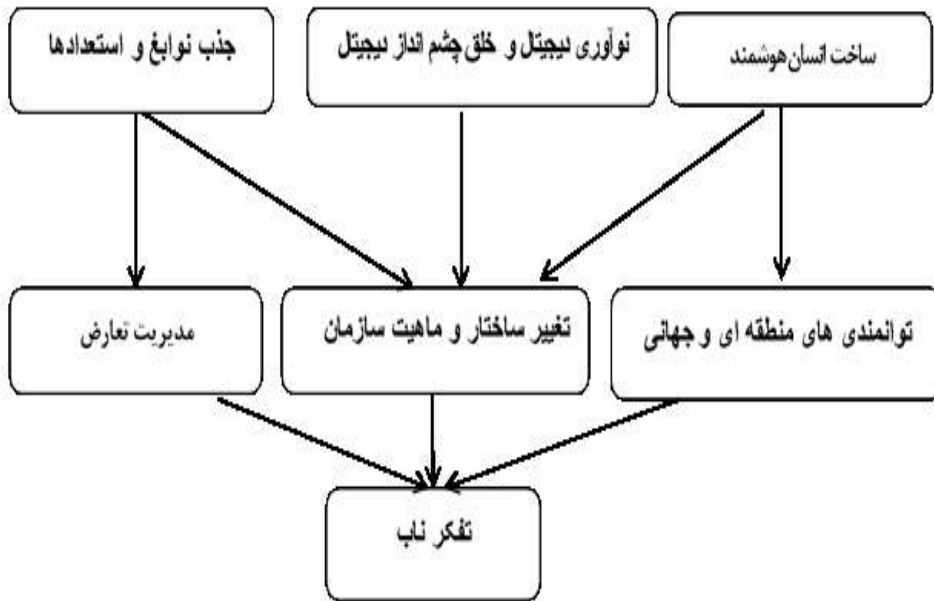 ساخت انسان هوشمند
نوآوری دیجیتال و خلق چشم انداز دیجیتال
جذب نوابغ و استعدادها
توانمندی های منطقه ای و جهانی
تغییر ساختار و ماهیت سازمان
مدیریت تعارض
تفکر ناب